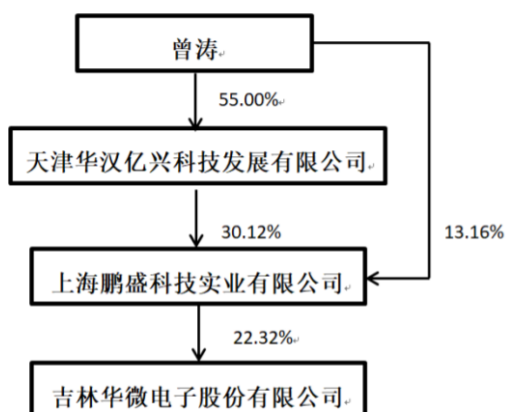 曾涛
55.00%
天津华汉亿兴科技发展有限公司
30.12%
13.16%
上海鹏盛科技实业有限公司
22.32%
吉林华微电子股份有限公司